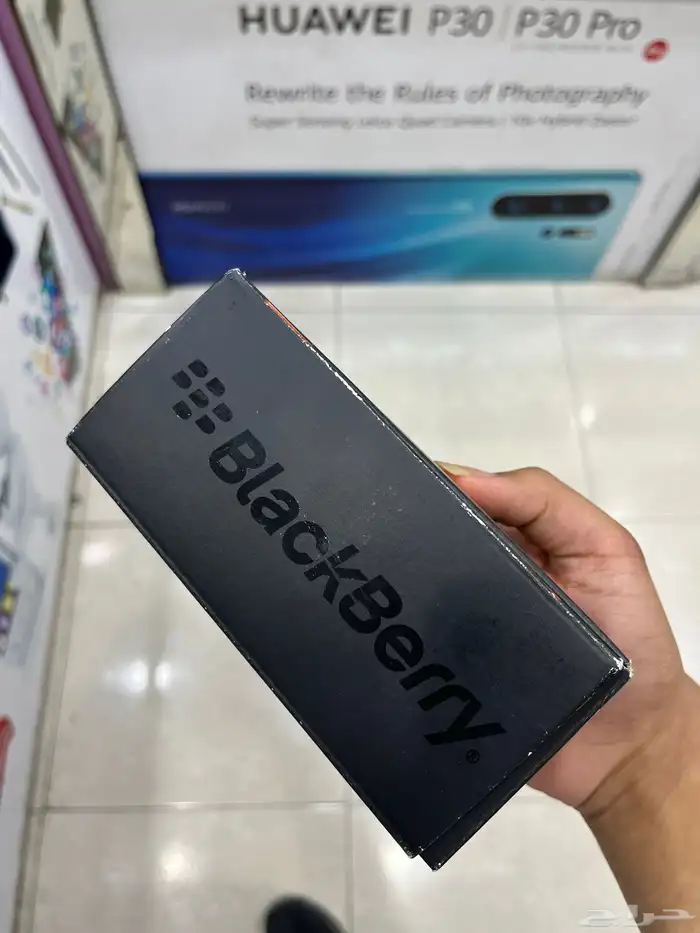 HUAWEI P30 | P30 Pro
Rewrite the Rules of Photography
BlackBerry®
حراج